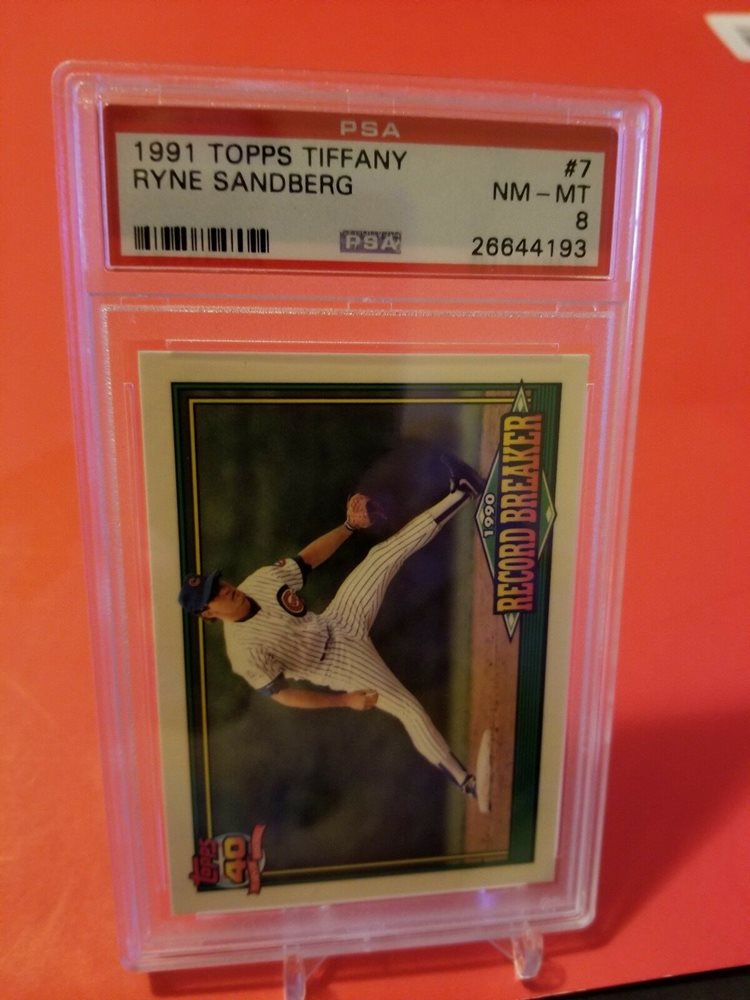 PSA
1991 TOPPS TIFFANY #7
RYNE SANDBERG NM - MT
8
PSA 26644193
1990
RECORD BREAKER
TOPPS
40
C